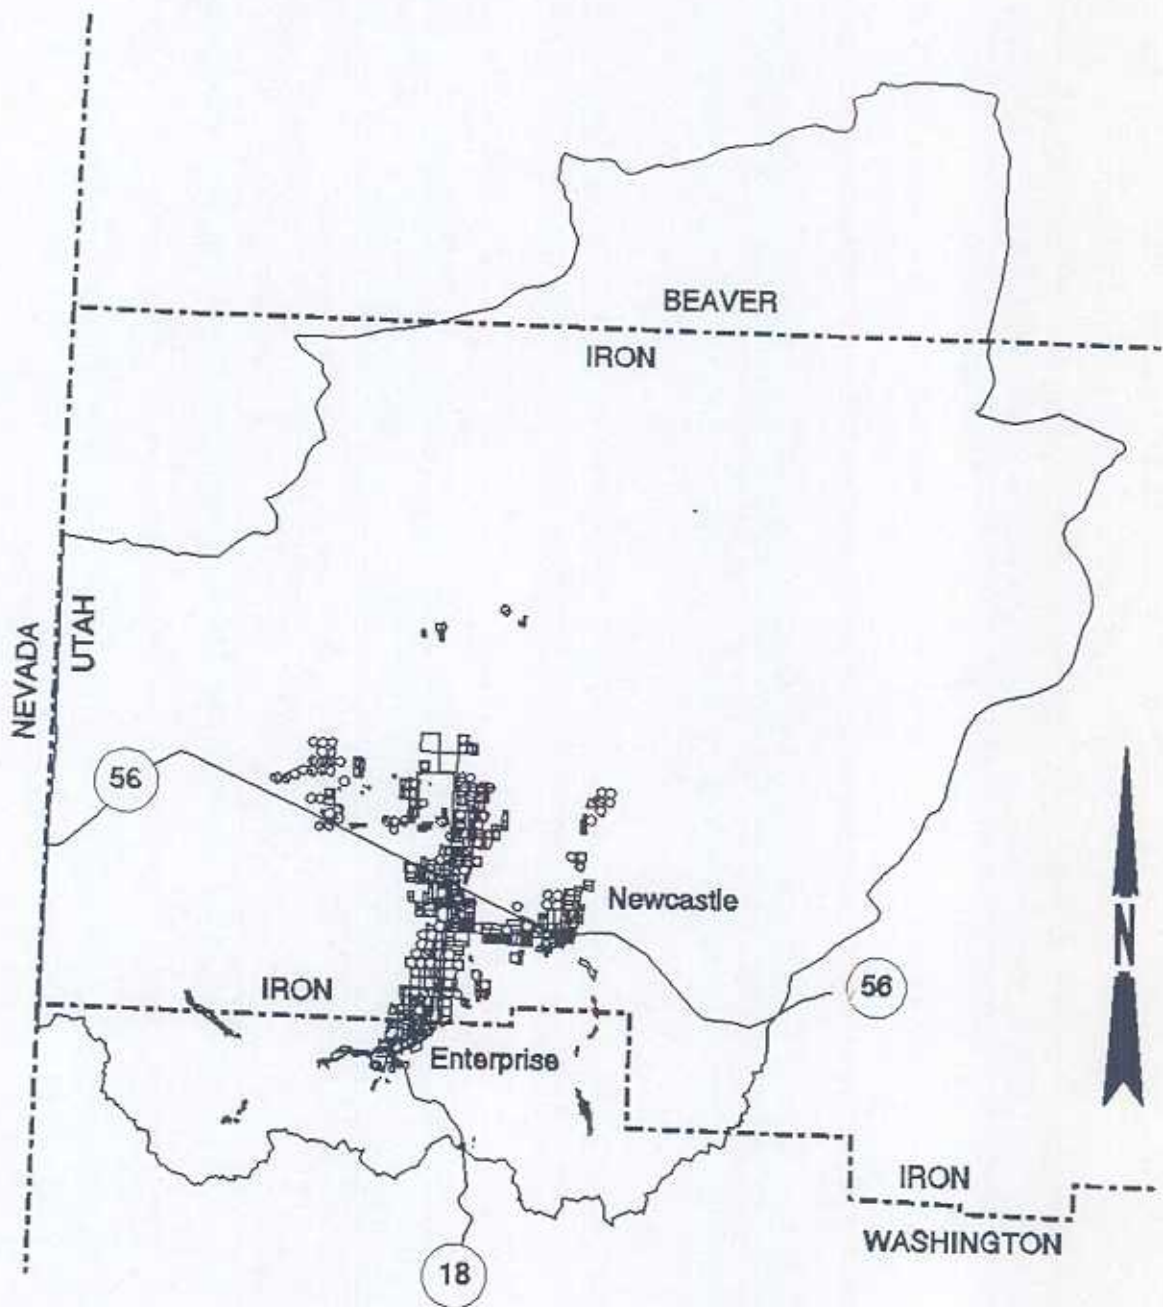 BEAVER
IRON
NEVADA
UTAH
56
Newcastle
N
IRON
56
Enterprise
IRON
WASHINGTON
18